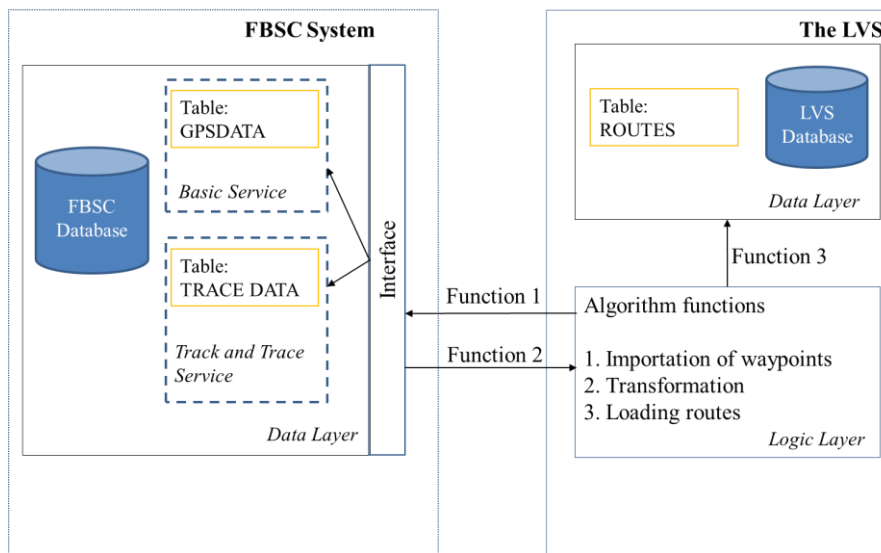 FBSC System
Table:
GPSDATA
Basic Service
FBSC
Database
Table:
TRACE DATA
Track and Trace
Service
Data Layer
Interface
Function 1
Function 2
The LVS
Table:
ROUTES
LVS
Database
Data Layer
Function 3
Algorithm functions
1. Importation of waypoints
2. Transformation
3. Loading routes
Logic Layer